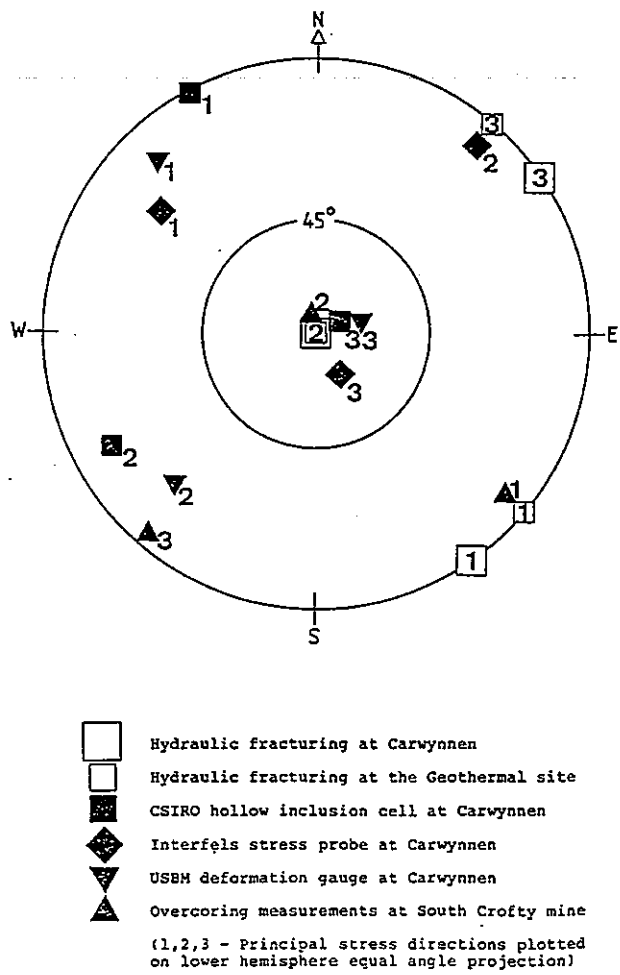 N
1
3
2
3
1
1
45°
W
E
2
2
3
3
3
2
2
3
1
1
1
S
Hydraulic fracturing at Carwynnen
Hydraulic fracturing at the Geothermal site
CSIRO hollow inclusion cell at Carwynnen
Interfels stress probe at Carwynnen
USBM deformation gauge at Carwynnen
Overcoring measurements at South Crofty mine
(1,2,3 - Principal stress directions plotted
on lower hemisphere equal angle projection)